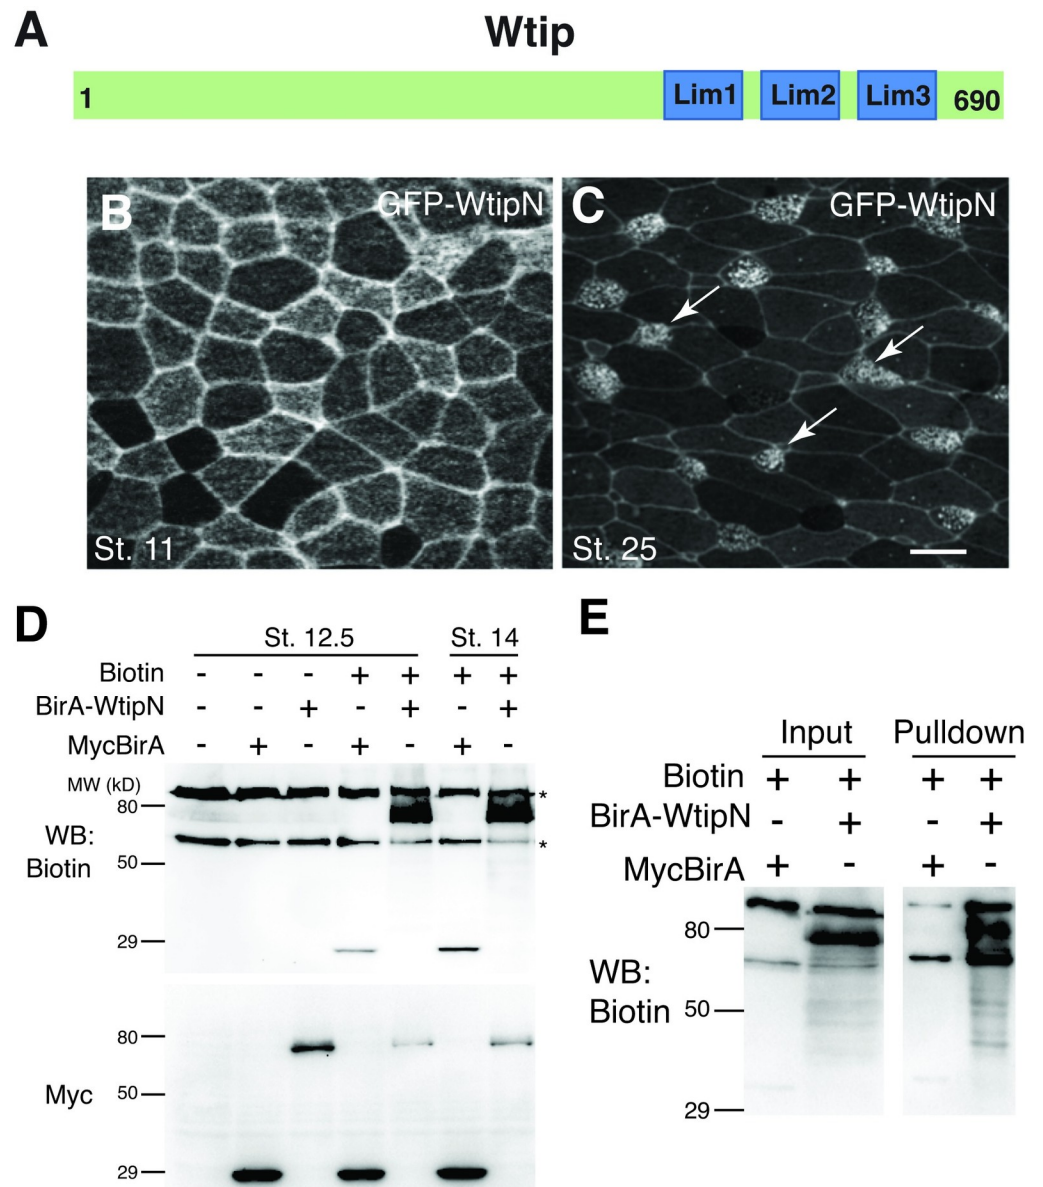 A
Wtip
1 Lim1 Lim2 Lim3 690
B GFP-WtipN
St. 11
C GFP-WtipN
St. 25
D
St. 12.5 St. 14
Biotin - - - + + + +
BirA-WtipN - - + - + - +
MycBirA - + - + - + -
MW (kD)
80
WB:
Biotin
50
29
*
*
80
Myc
50
29
E
Input Pulldown
Biotin + + + +
BirA-WtipN - + - +
MycBirA + - + -
80
WB:
Biotin
50
29